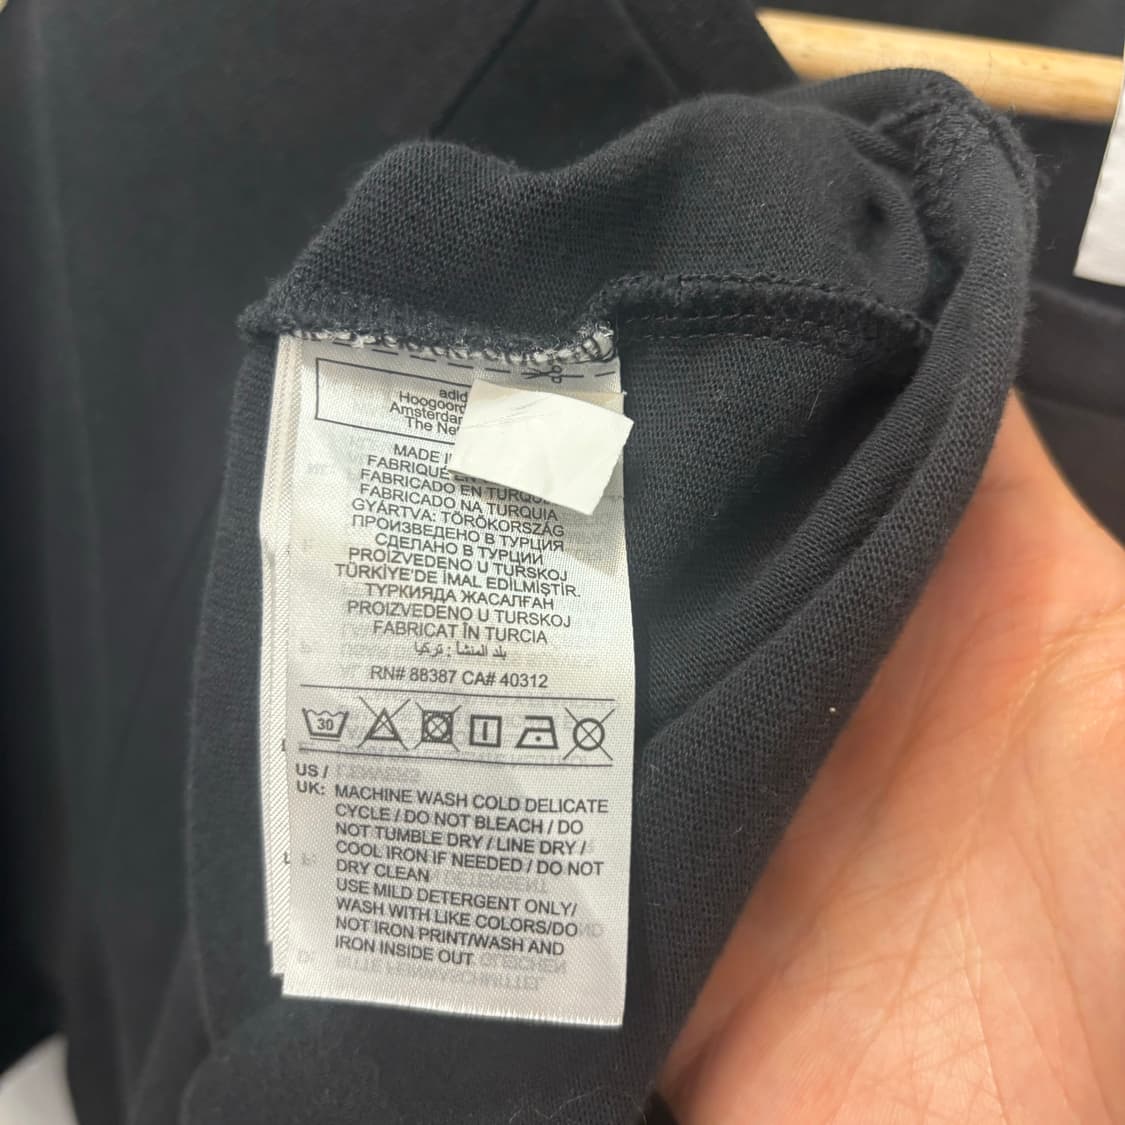 adid
Hoogoord
Amsterda
The Ne
MADE I
FABRIQUÉ EN
FABRICADO EN TURQU
FABRICADO NA TURQUIA
GYÁRTVA: TÖRÖKORSZÁG
ПРОИЗВЕДЕНО В ТУРЦИЯ
СДЕЛАНО В ТУРЦИИ
PROIZVEDENO U TURSKOJ
TÜRKİYE'DE İMAL EDİLMİŞTİR.
ТУРКИЯДА ЖАСАЛҒАН
PROIZVEDENO U TURSKOJ
FABRICAT ÎN TURCIA
بلد المنشأ : تركيا
RN# 88387 CA# 40312
30
US /
UK: MACHINE WASH COLD DELICATE
CYCLE / DO NOT BLEACH / DO
NOT TUMBLE DRY / LINE DRY /
COOL IRON IF NEEDED / DO NOT
DRY CLEAN
USE MILD DETERGENT ONLY/
WASH WITH LIKE COLORS/DO
NOT IRON PRINT/WASH AND
IRON INSIDE OUT